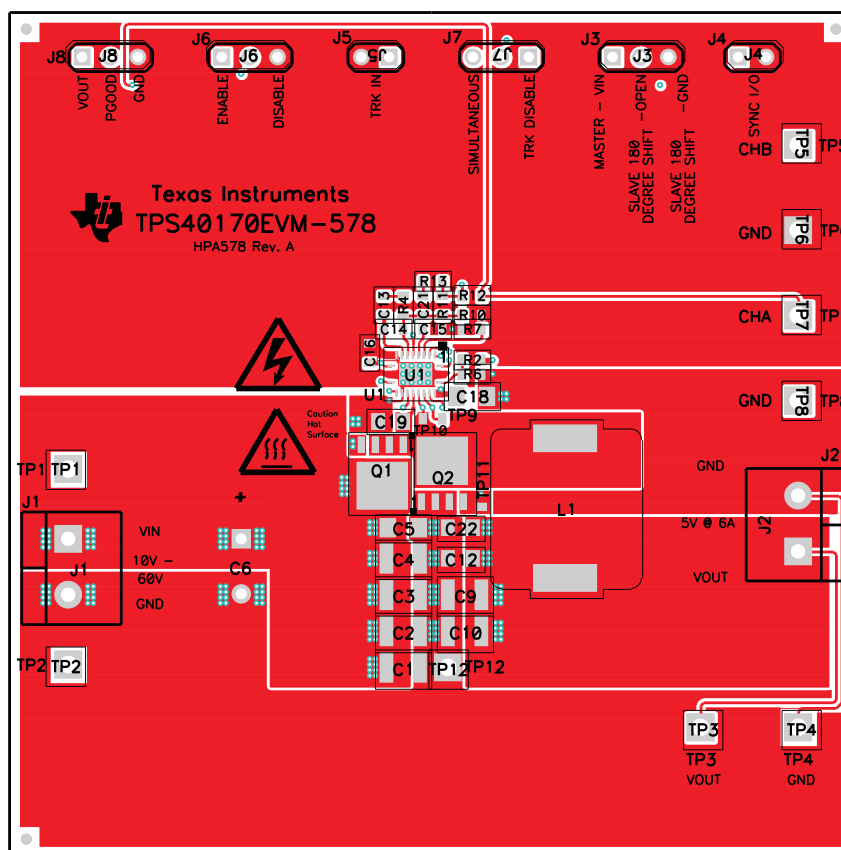 J8
J8
VOUT
PGOOD
GND
J6
J6
ENABLE
DISABLE
J5
J5
TRK IN
J7
J7
SIMULTANEOUS
TRK DISABLE
J3
J3
MASTER - VIN
SLAVE 180 -OPEN
DEGREE SHIFT
SLAVE 180 -GND
DEGREE SHIFT
J4
J4
SYNC I/O
CHB
TP5
GND
TP6
CHA
TP7
GND
TP8
Texas Instruments
TPS40170EVM-578
HPA578 Rev. A
R
3
C13
R4
C21
R11
R12
R10
C14
C15
R7
C16
1
U1
U1
R2
R6
C18
C19
TP10
TP9
Caution
Hot
Surface
Q1
Q2
TP11
1
L1
TP1
TP1
J1
J1
VIN
10V -
60V
GND
+
C6
TP2
TP2
C5
C22
C4
C12
C3
C9
C2
C10
C1
TP12
TP12
GND
J2
5V @ 6A
J2
VOUT
TP3
TP3
VOUT
TP4
TP4
GND